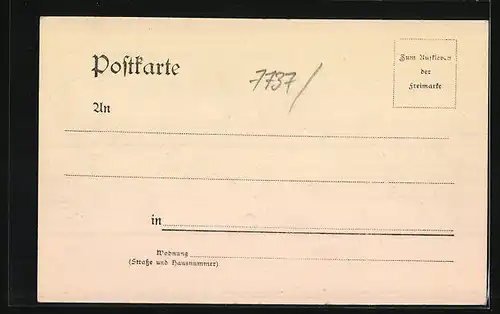 Postkarte
7737/
Zum Aufkleben
der
Freimarke
An
in
Wohnung
(Straße und Hausnummer)